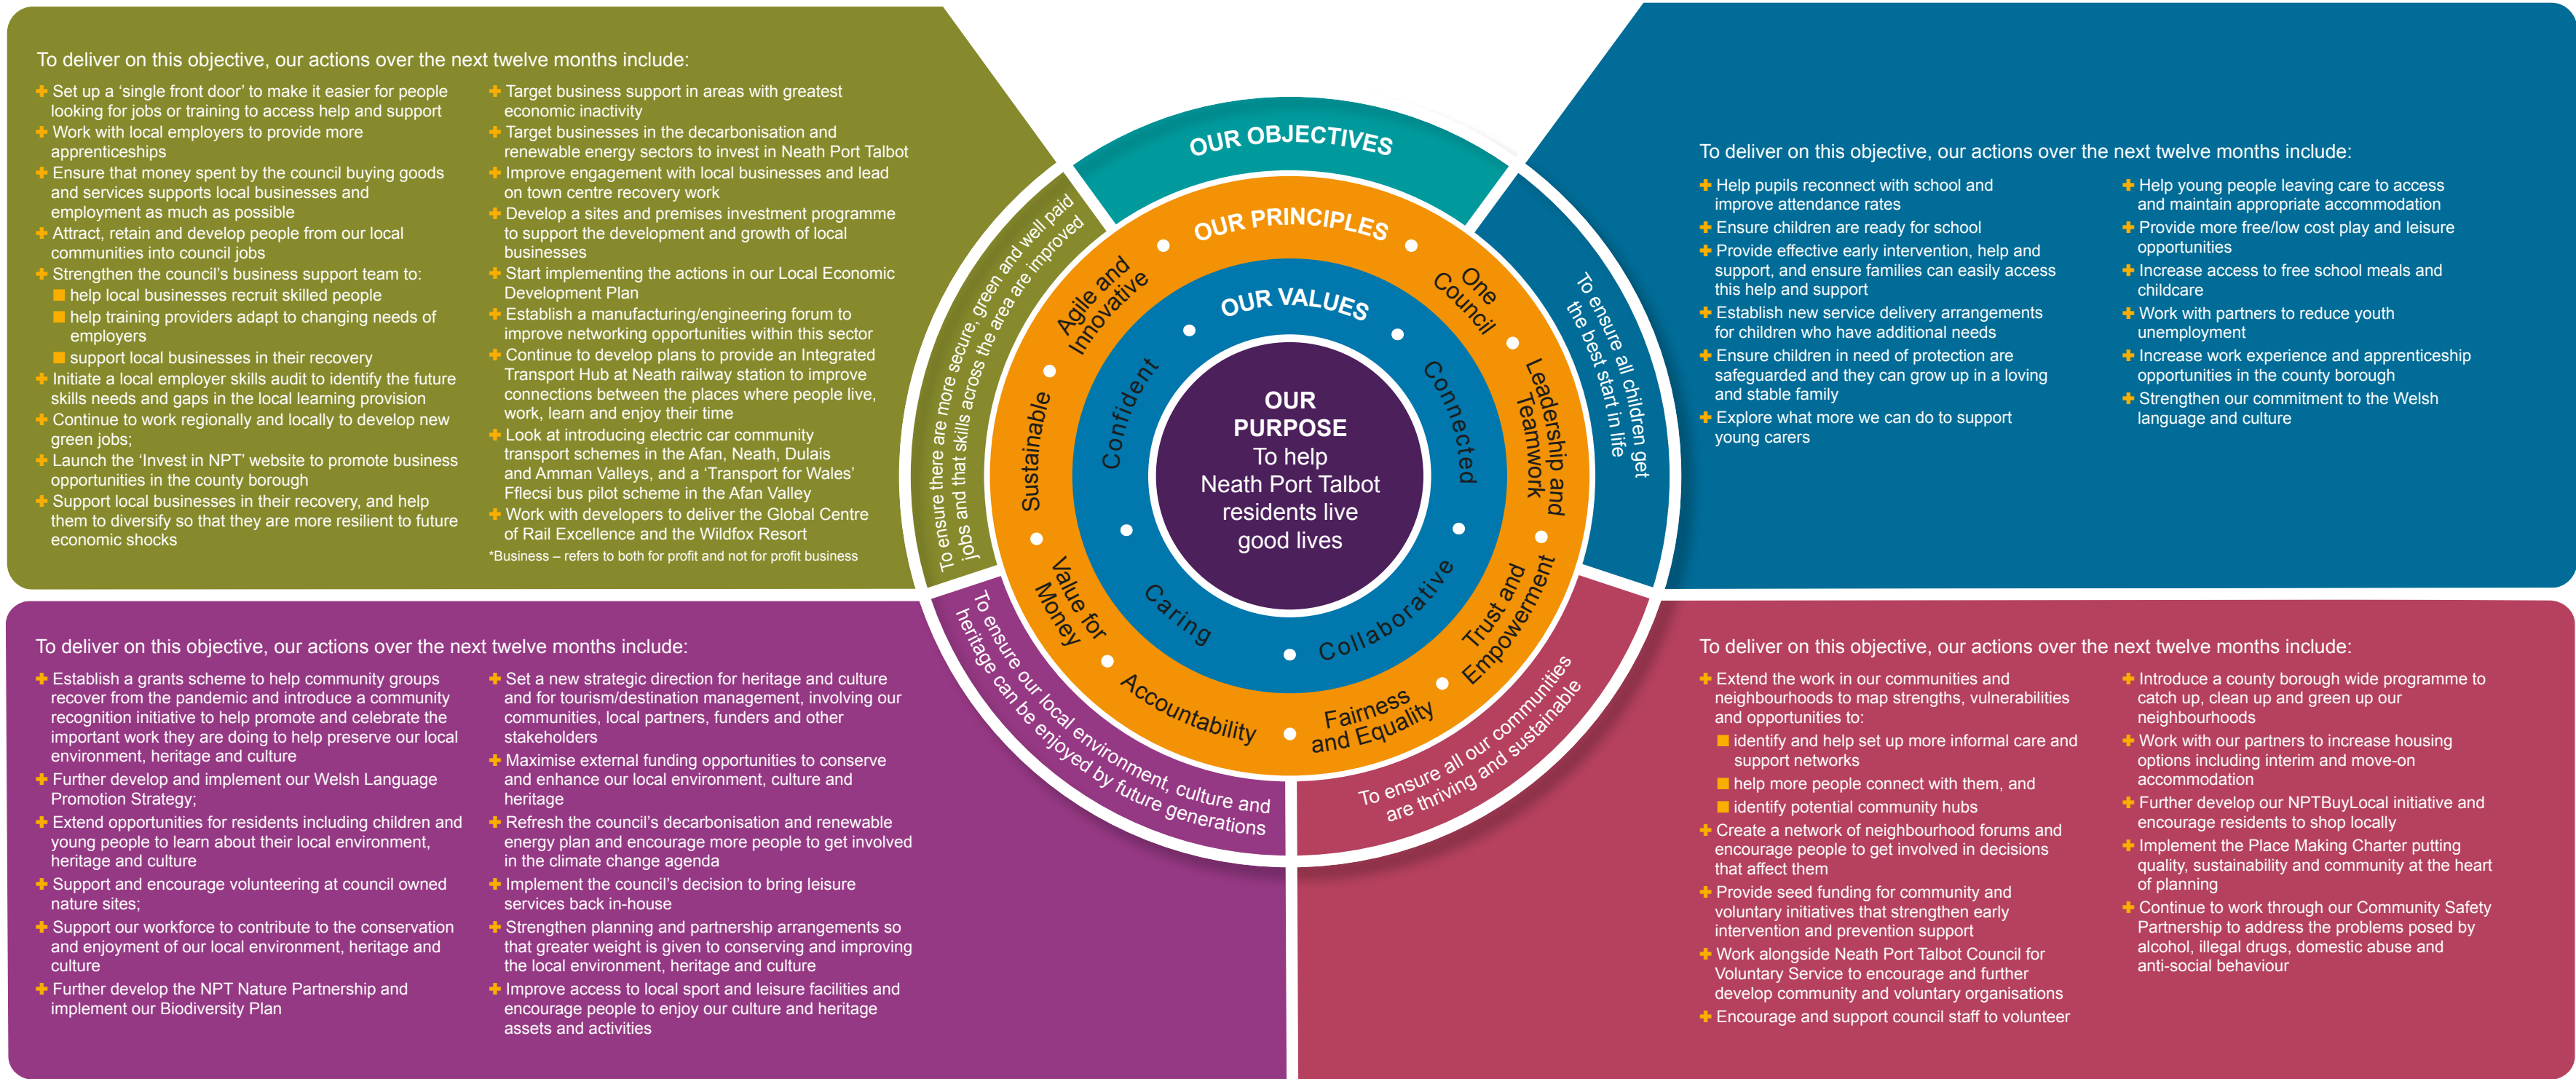 To deliver on this objective, our actions over the next twelve months include:
Set up a ‘single front door’ to make it easier for people
looking for jobs or training to access help and support
Work with local employers to provide more
apprenticeships
Ensure that money spent by the council buying goods
and services supports local businesses and
employment as much as possible
Attract, retain and develop people from our local
communities into council jobs
Strengthen the council’s business support team to:
help local businesses recruit skilled people
help training providers adapt to changing needs of
employers
support local businesses in their recovery
Initiate a local employer skills audit to identify the future
skills needs and gaps in the local learning provision
Continue to work regionally and locally to develop new
green jobs;
Launch the ‘Invest in NPT’ website to promote business
opportunities in the county borough
Support local businesses in their recovery, and help
them to diversify so that they are more resilient to future
economic shocks
Target business support in areas with greatest
economic inactivity
Target businesses in the decarbonisation and
renewable energy sectors to invest in Neath Port Talbot
Improve engagement with local businesses and lead
on town centre recovery work
Develop a sites and premises investment programme
to support the development and growth of local
businesses
Start implementing the actions in our Local Economic
Development Plan
Establish a manufacturing/engineering forum to
improve networking opportunities within this sector
Continue to develop plans to provide an Integrated
Transport Hub at Neath railway station to improve
connections between the places where people live,
work, learn and enjoy their time
Look at introducing electric car community
transport schemes in the Afan, Neath, Dulais
and Amman Valleys, and a ‘Transport for Wales’
Fflecsi bus pilot scheme in the Afan Valley
Work with developers to deliver the Global Centre
of Rail Excellence and the Wildfox Resort
*Business – refers to both for profit and not for profit business
OUR OBJECTIVES
To ensure there are more secure, green and well paid
jobs and that skills across the area are improved
To ensure all children get
the best start in life
To ensure our local environment, culture and
heritage can be enjoyed by future generations
To ensure all our communities
are thriving and sustainable
OUR PRINCIPLES
One
Council
Leadership and
Teamwork
Trust and
Empowerment
Fairness
and Equality
Accountability
Value for
Money
Sustainable
Agile and
Innovative
OUR VALUES
Connected
Collaborative
Caring
Confident
OUR
PURPOSE
To help
Neath Port Talbot
residents live
good lives
To deliver on this objective, our actions over the next twelve months include:
Help pupils reconnect with school and
improve attendance rates
Ensure children are ready for school
Provide effective early intervention, help and
support, and ensure families can easily access
this help and support
Establish new service delivery arrangements
for children who have additional needs
Ensure children in need of protection are
safeguarded and they can grow up in a loving
and stable family
Explore what more we can do to support
young carers
Help young people leaving care to access
and maintain appropriate accommodation
Provide more free/low cost play and leisure
opportunities
Increase access to free school meals and
childcare
Work with partners to reduce youth
unemployment
Increase work experience and apprenticeship
opportunities in the county borough
Strengthen our commitment to the Welsh
language and culture
To deliver on this objective, our actions over the next twelve months include:
Establish a grants scheme to help community groups
recover from the pandemic and introduce a community
recognition initiative to help promote and celebrate the
important work they are doing to help preserve our local
environment, heritage and culture
Further develop and implement our Welsh Language
Promotion Strategy;
Extend opportunities for residents including children and
young people to learn about their local environment,
heritage and culture
Support and encourage volunteering at council owned
nature sites;
Support our workforce to contribute to the conservation
and enjoyment of our local environment, heritage and
culture
Further develop the NPT Nature Partnership and
implement our Biodiversity Plan
Set a new strategic direction for heritage and culture
and for tourism/destination management, involving our
communities, local partners, funders and other
stakeholders
Maximise external funding opportunities to conserve
and enhance our local environment, culture and
heritage
Refresh the council’s decarbonisation and renewable
energy plan and encourage more people to get involved
in the climate change agenda
Implement the council’s decision to bring leisure
services back in-house
Strengthen planning and partnership arrangements so
that greater weight is given to conserving and improving
the local environment, heritage and culture
Improve access to local sport and leisure facilities and
encourage people to enjoy our culture and heritage
assets and activities
To deliver on this objective, our actions over the next twelve months include:
Extend the work in our communities and
neighbourhoods to map strengths, vulnerabilities
and opportunities to:
identify and help set up more informal care and
support networks
help more people connect with them, and
identify potential community hubs
Create a network of neighbourhood forums and
encourage people to get involved in decisions
that affect them
Provide seed funding for community and
voluntary initiatives that strengthen early
intervention and prevention support
Work alongside Neath Port Talbot Council for
Voluntary Service to encourage and further
develop community and voluntary organisations
Encourage and support council staff to volunteer
Introduce a county borough wide programme to
catch up, clean up and green up our
neighbourhoods
Work with our partners to increase housing
options including interim and move-on
accommodation
Further develop our NPTBuyLocal initiative and
encourage residents to shop locally
Implement the Place Making Charter putting
quality, sustainability and community at the heart
of planning
Continue to work through our Community Safety
Partnership to address the problems posed by
alcohol, illegal drugs, domestic abuse and
anti-social behaviour